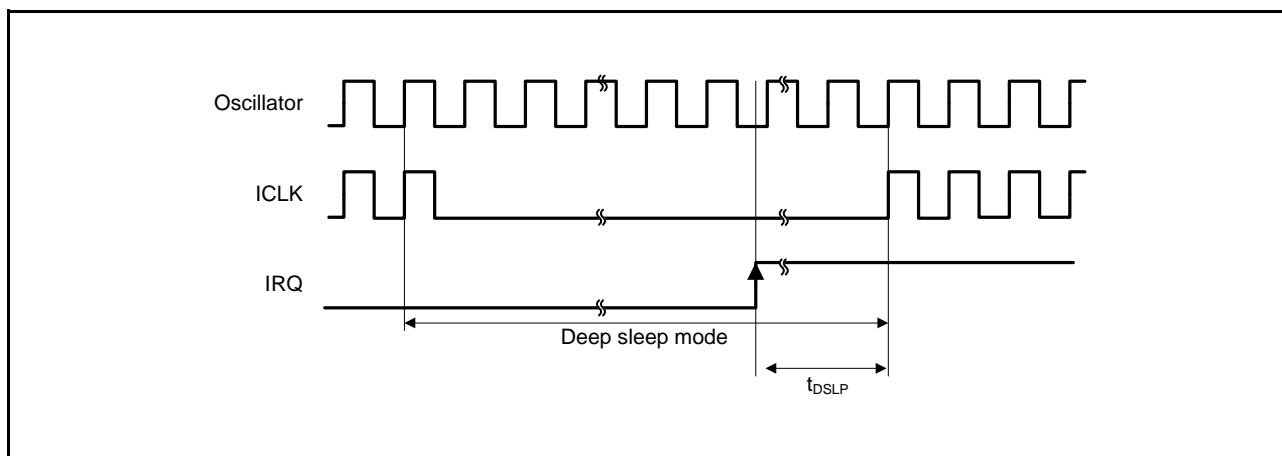 Oscillator
ICLK
IRQ
Deep sleep mode
tDSLP